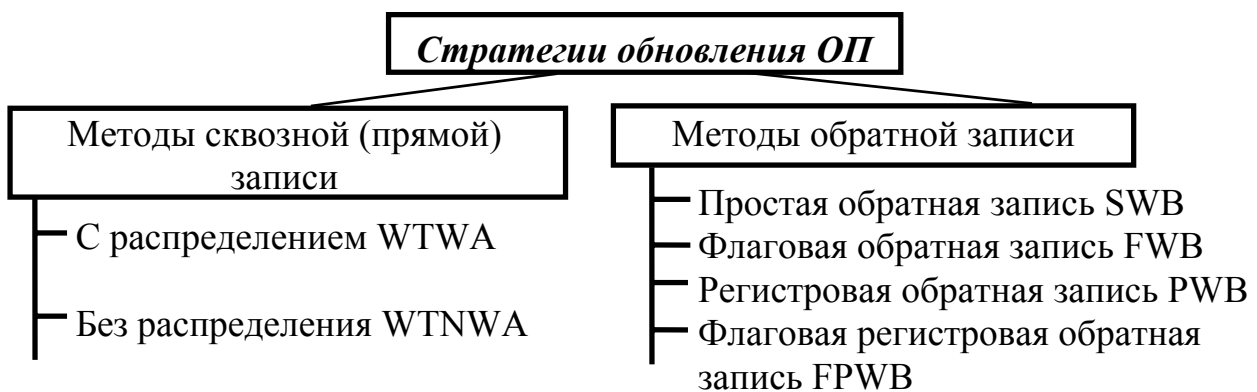 Стратегии обновления ОП
Методы сквозной (прямой)
записи
С распределением WTWA
Без распределения WTNWA
Методы обратной записи
Простая обратная запись SWB
Флаговая обратная запись FWB
Регистровая обратная запись PWB
Флаговая регистровая обратная
запись FPWB